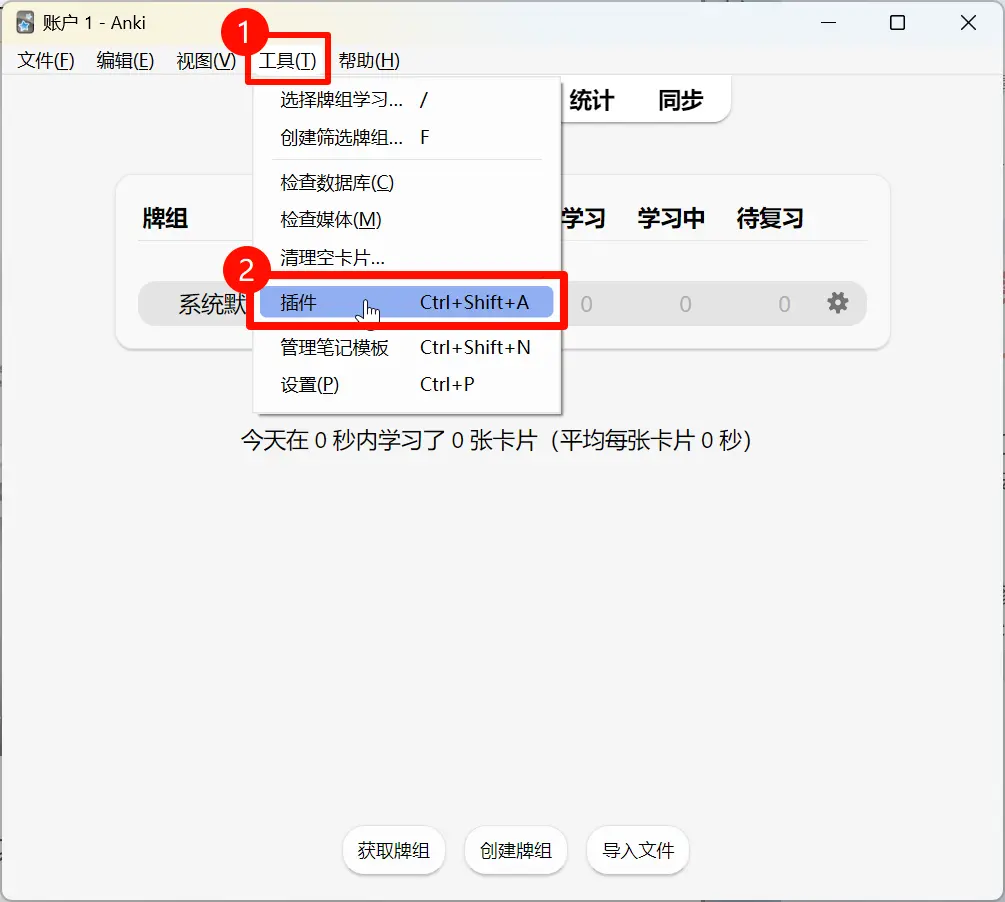 账户 1 - Anki
1
文件(F) 编辑(E) 视图(V) 工具(T) 帮助(H)
选择牌组学习... /
统计 同步
创建筛选牌组... F
检查数据库(C)
检查媒体(M)
牌组 学习 学习中 待复习
清理空卡片...
2
系统默 插件 Ctrl+Shift+A 0 0 0
管理笔记模板 Ctrl+Shift+N
设置(P) Ctrl+P
今天在 0 秒内学习了 0 张卡片（平均每张卡片 0 秒）
获取牌组 创建牌组 导入文件